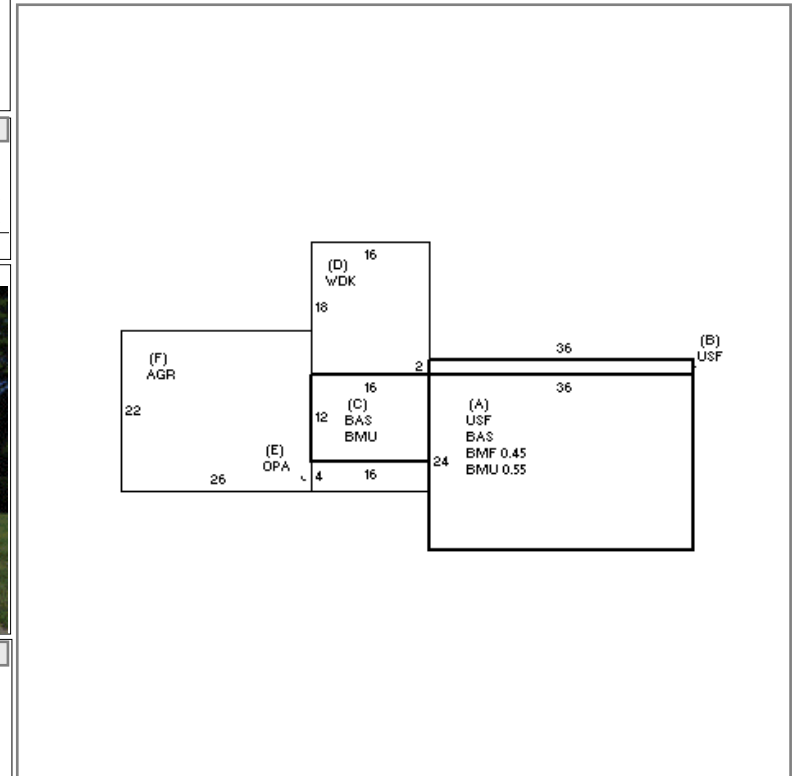 16
(D)
WDK
18
36
(B)
USF
2
(F)
AGR
16
36
22
12
(C)
BAS
BMU
(A)
USF
BAS
BMF 0.45
BMU 0.55
24
(E)
OPA
26
4
16